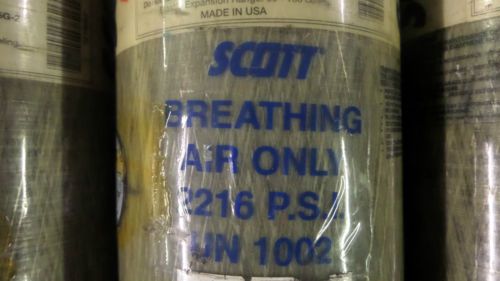 MADE IN USA
SCOTT
BREATHING
AIR ONLY
2216 P.S.I.
UN 1002